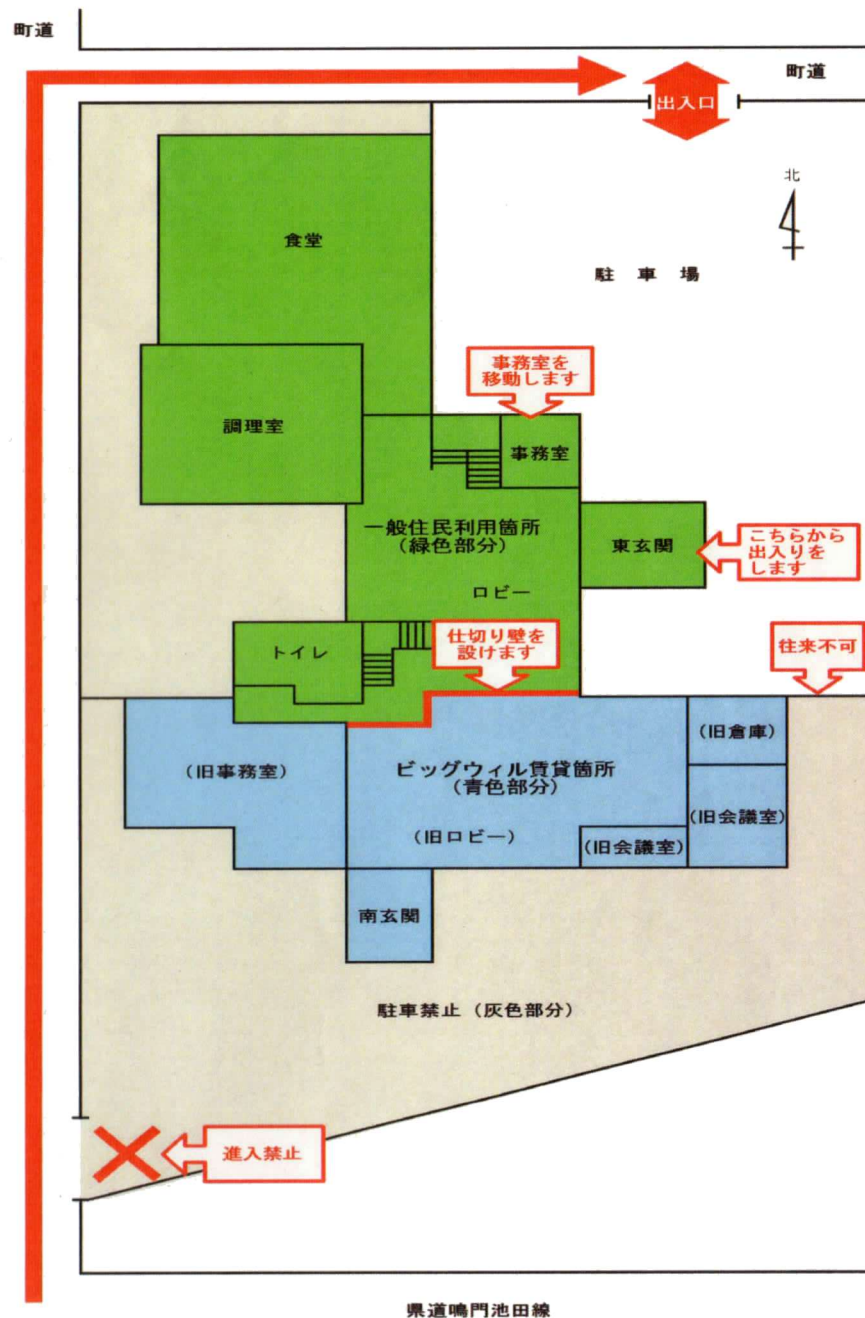 町道
町道
出入口
北
食堂
駐車場
事務室を
移動します
調理室
事務室
一般住民利用箇所
(緑色部分)
東玄関
こちらから
出入りを
します
ロビー
トイレ
仕切り壁を
設けます
往来不可
(旧倉庫)
(旧事務室)
ビッグウィル賃貸箇所
(青色部分)
(旧会議室)
(旧ロビー)
(旧会議室)
南玄関
駐車禁止(灰色部分)
進入禁止
県道鳴門池田線